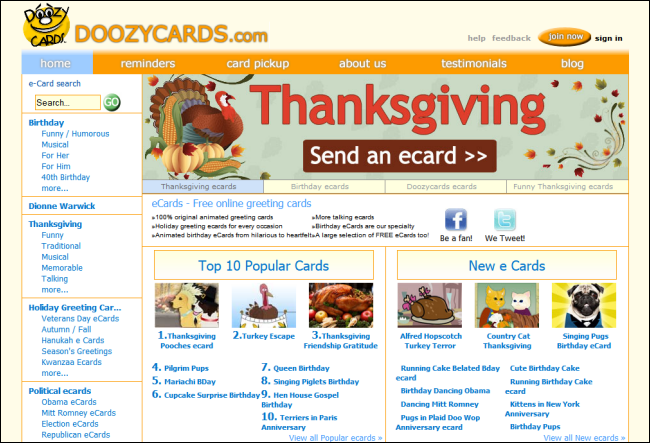 DOOZY
CARDS
DOOZYCARDS.com
help feedback join now sign in
home reminders card pickup about us testimonials blog
e-Card search
Search... GO
Birthday
Funny / Humorous
Musical
For Her
For Him
40th Birthday
more...
Dionne Warwick
Thanksgiving
Funny
Traditional
Musical
Memorable
Talking
more...
Holiday Greeting Car...
Veterans Day eCards
Autumn / Fall
Hanukah e Cards
Season's Greetings
Kwanzaa Ecards
more...
Political ecards
Obama eCards
Mitt Romney eCards
Election eCards
Republican eCards
Thanksgiving
Send an ecard >>
Thanksgiving ecards Birthday ecards Doozycards ecards Funny Thanksgiving ecards
eCards - Free online greeting cards
»100% original animated greeting cards »More talking ecards
»Holiday greeting ecards for every occasion »Birthday eCards are our specialty
»Animated birthday eCards from hilarious to heartfelt »A large selection of FREE eCards too!
Be a fan! We Tweet!
Top 10 Popular Cards
1.Thanksgiving
Pooches ecard
2.Turkey Escape
3.Thanksgiving
Friendship Gratitude
4. Pilgrim Pups
5. Mariachi BDay
6. Cupcake Surprise Birthday
7. Queen Birthday
8. Singing Piglets Birthday
9. Hen House Gospel
Birthday
10. Terriers in Paris
Anniversary
View all Popular ecards »
New e Cards
Alfred Hopscotch
Turkey Terror
Country Cat
Thanksgiving
Singing Pugs
Birthday eCard
Running Cake Belated Bday
ecard
Birthday Dancing Obama
Dancing Mitt Romney
Pugs in Plaid Doo Wop
Anniversary ecards
Cute Birthday Cake
Running Birthday Cake
ecard
Kittens in New York
Anniversary
Birthday Pups
View all New ecards »